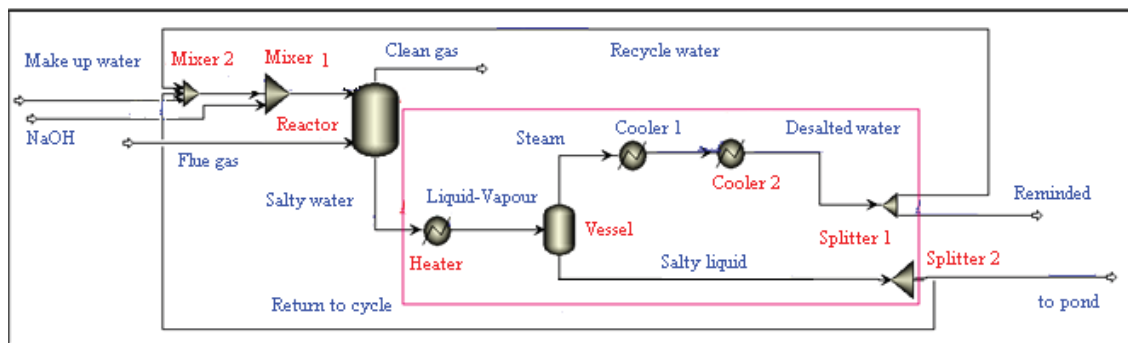 Recycle water
Clean gas
Mixer 1
Mixer 2
Make up water
NaOH
Reactor
Flue gas
Steam
Cooler 1
Desalted water
Cooler 2
Salty water
Liquid-Vapour
Reminded
Vessel
Splitter 1
Heater
Salty liquid
Splitter 2
Return to cycle
to pond